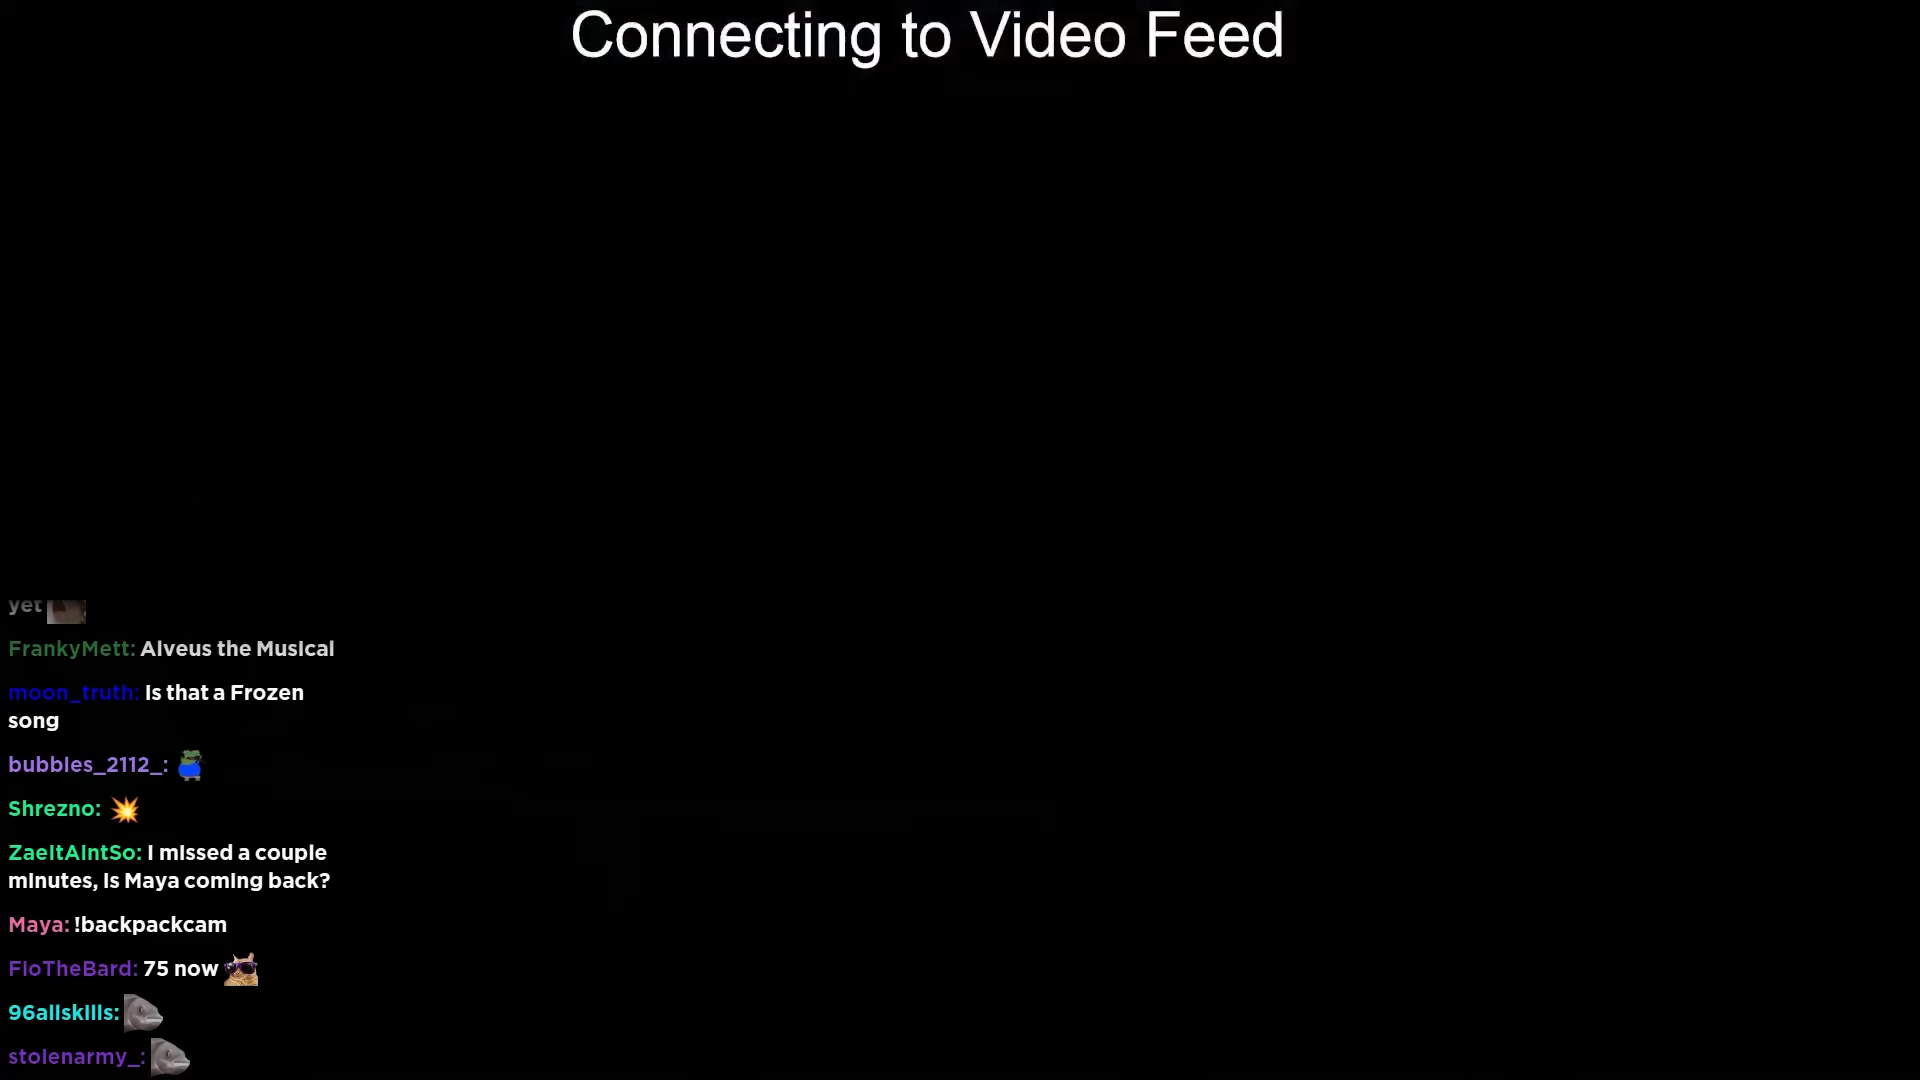 Connecting to Video Feed
yet
FrankyMett: Alveus the Musical
moon_truth: Is that a Frozen
song
bubbles_2112_:
Shrezno:
ZaeItAintSo: I missed a couple
minutes, is Maya coming back?
Maya: !backpackcam
FloTheBard: 75 now
96allskills:
stolenarmy_: